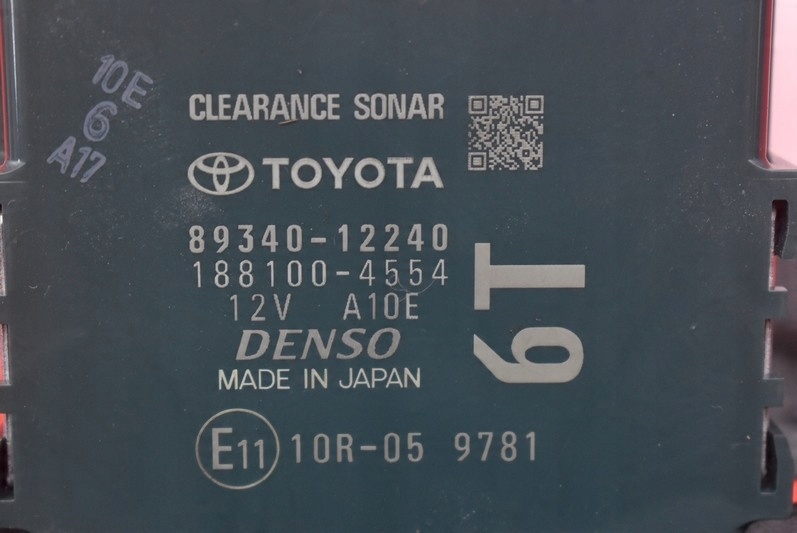 10E
6
A17
CLEARANCE SONAR
TOYOTA
89340-12240
188100-4554
12V A10E
DENSO
MADE IN JAPAN
6T
E11 10R-05 9781